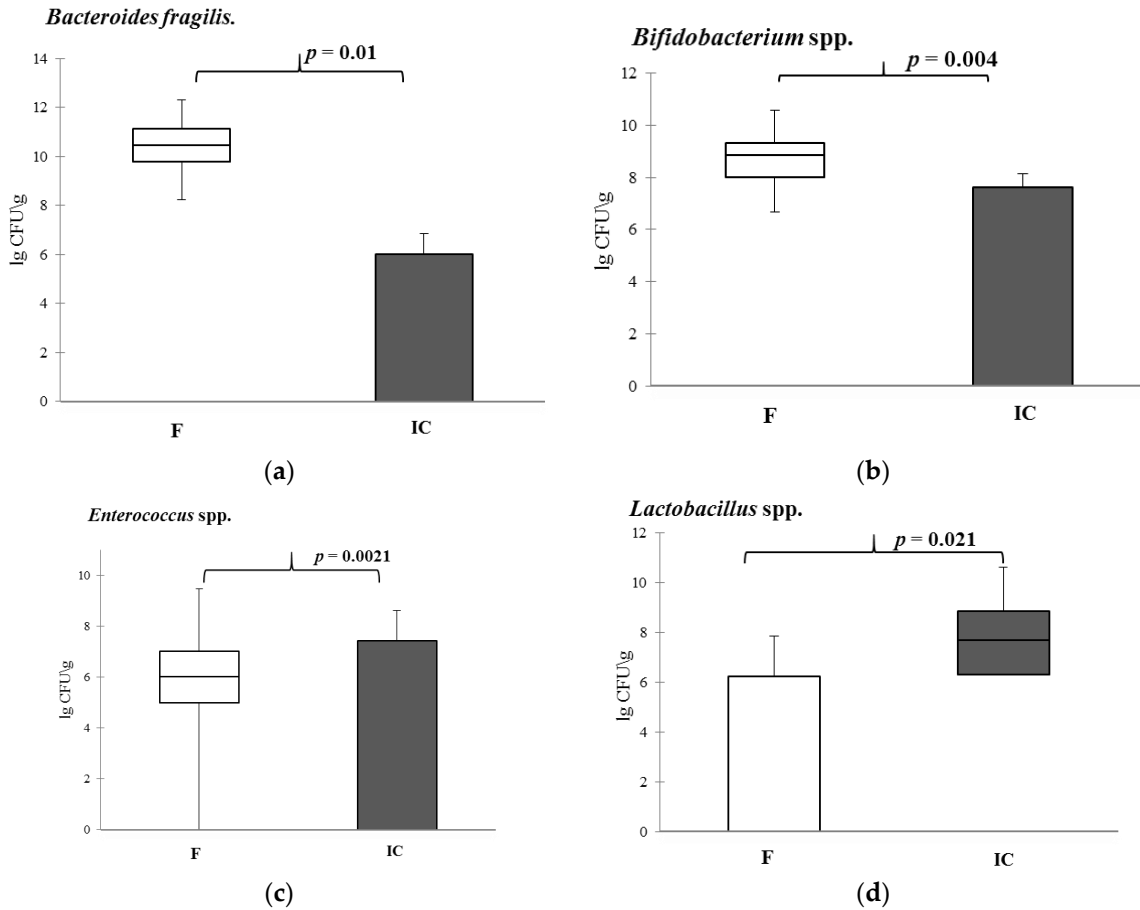 Bacteroides fragilis.
p = 0.01
14
12
10
8
6
4
2
0
lg CFU\g
F
IC
(a)
Bifidobacterium spp.
p = 0.004
12
10
8
6
4
2
0
lg CFU\g
F
IC
(b)
Enterococcus spp.
p = 0.0021
10
8
6
4
2
0
lg CFU\g
F
IC
(c)
Lactobacillus spp.
p = 0.021
12
10
8
6
4
2
0
lg CFU\g
F
IC
(d)